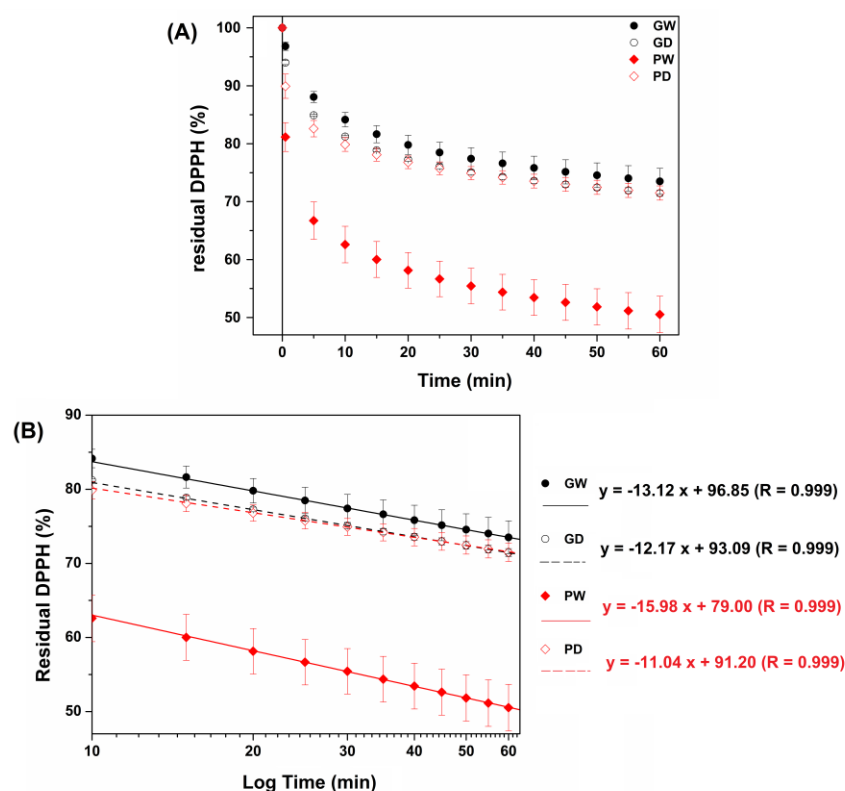 (A)
GW
GD
PW
PD
100
90
80
70
60
50
residual DPPH (%)
0
10
20
30
40
50
60
Time (min)
(B)
90
80
70
60
50
Residual DPPH (%)
10
20
30
40
50
60
Log Time (min)
GW y = -13.12 x + 96.85 (R = 0.999)
GD y = -12.17 x + 93.09 (R = 0.999)
PW y = -15.98 x + 79.00 (R = 0.999)
PD y = -11.04 x + 91.20 (R = 0.999)